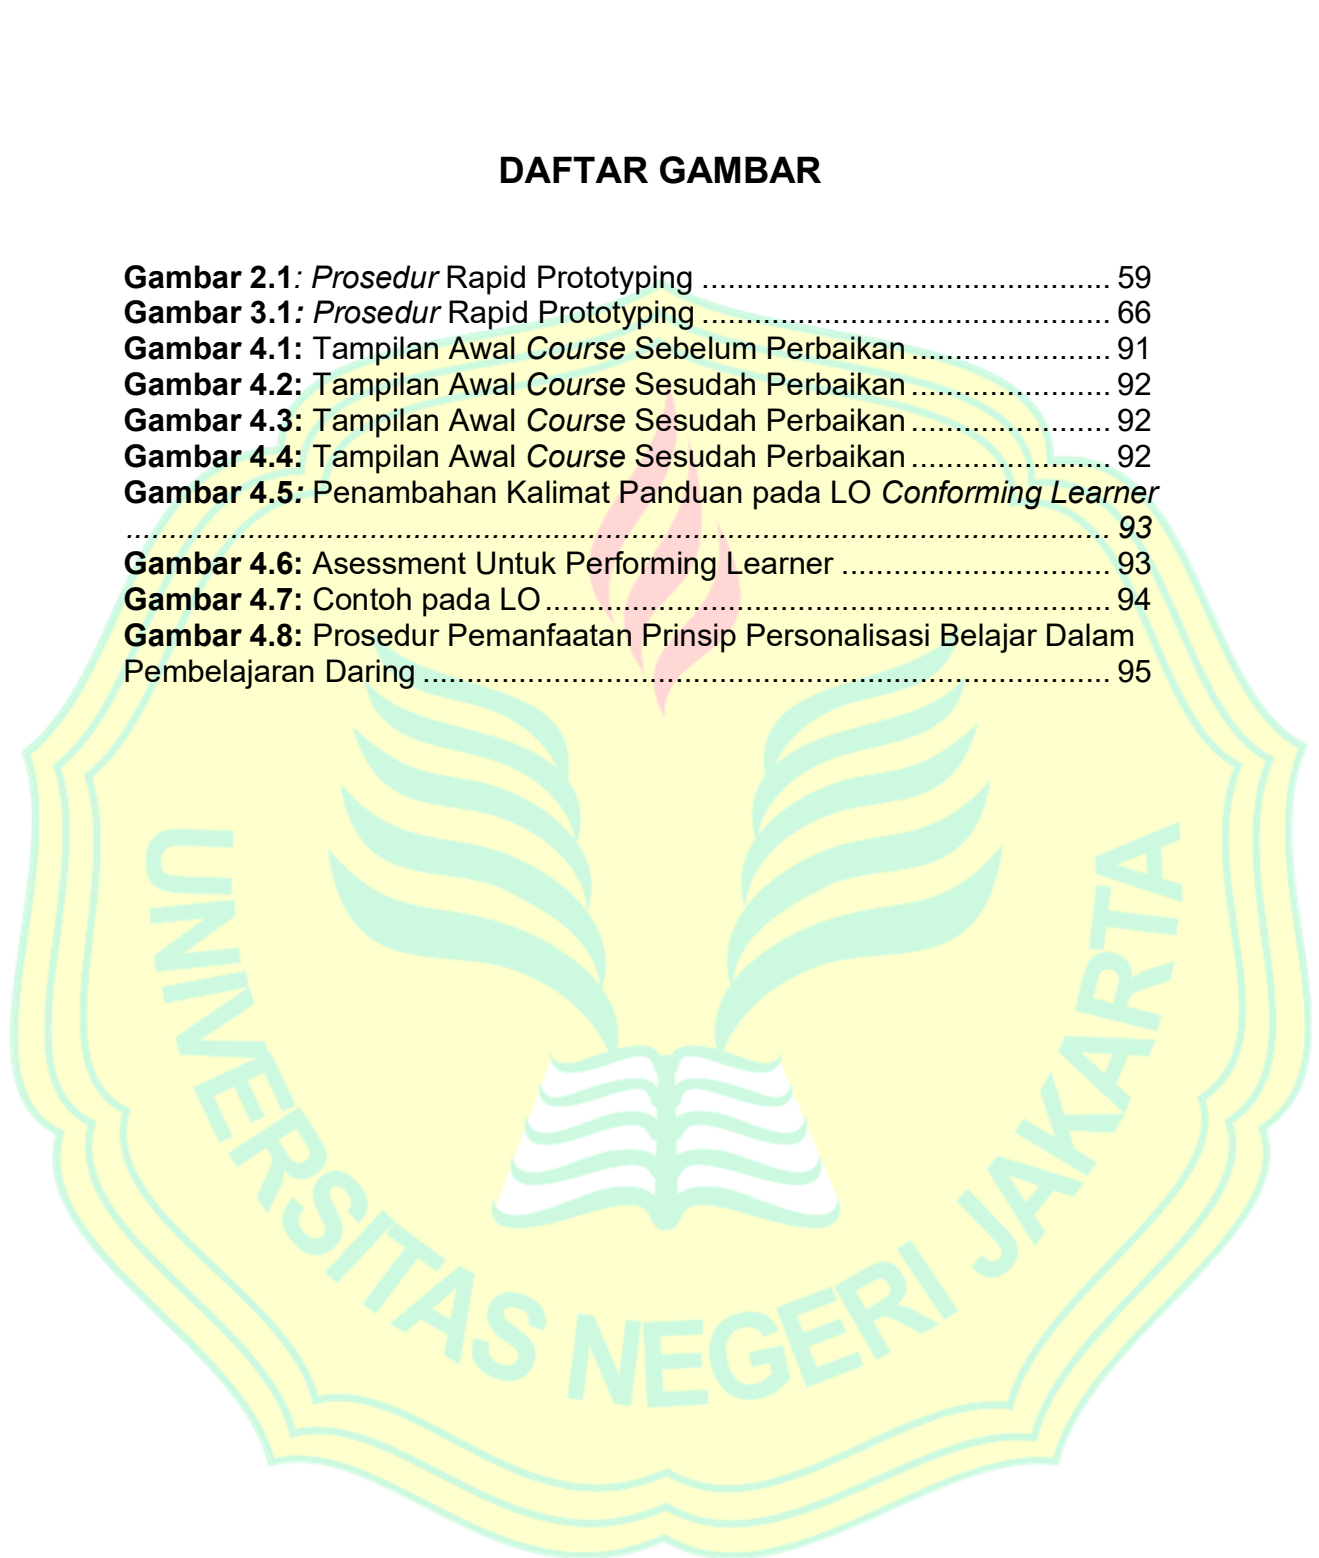 DAFTAR GAMBAR
Gambar 2.1: Prosedur Rapid Prototyping ............................................... 59
Gambar 3.1: Prosedur Rapid Prototyping ............................................... 66
Gambar 4.1: Tampilan Awal Course Sebelum Perbaikan ....................... 91
Gambar 4.2: Tampilan Awal Course Sesudah Perbaikan ....................... 92
Gambar 4.3: Tampilan Awal Course Sesudah Perbaikan ....................... 92
Gambar 4.4: Tampilan Awal Course Sesudah Perbaikan ....................... 92
Gambar 4.5: Penambahan Kalimat Panduan pada LO Conforming Learner
................................................................................................................. 93
Gambar 4.6: Asessment Untuk Performing Learner ............................... 93
Gambar 4.7: Contoh pada LO ................................................................. 94
Gambar 4.8: Prosedur Pemanfaatan Prinsip Personalisasi Belajar Dalam
Pembelajaran Daring ............................................................................... 95
UNIVERSITAS NEGERI JAKARTA